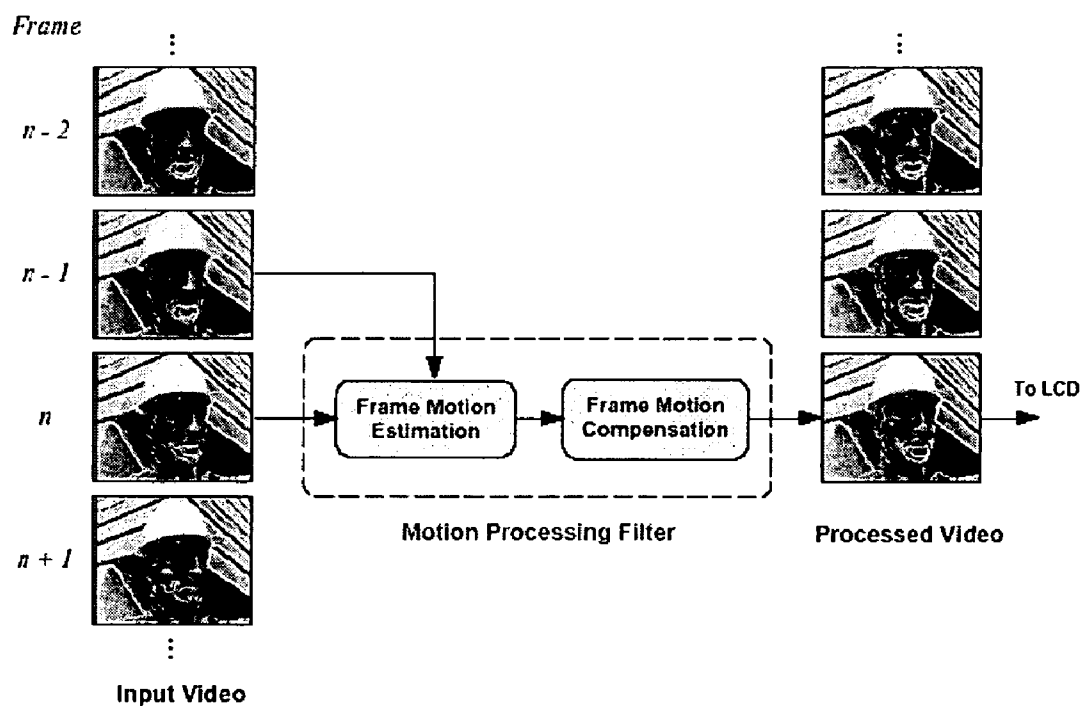 Frame
n - 2
n - 1
n
n + 1
Frame Motion
Estimation
Frame Motion
Compensation
To LCD
Motion Processing Filter
Processed Video
Input Video